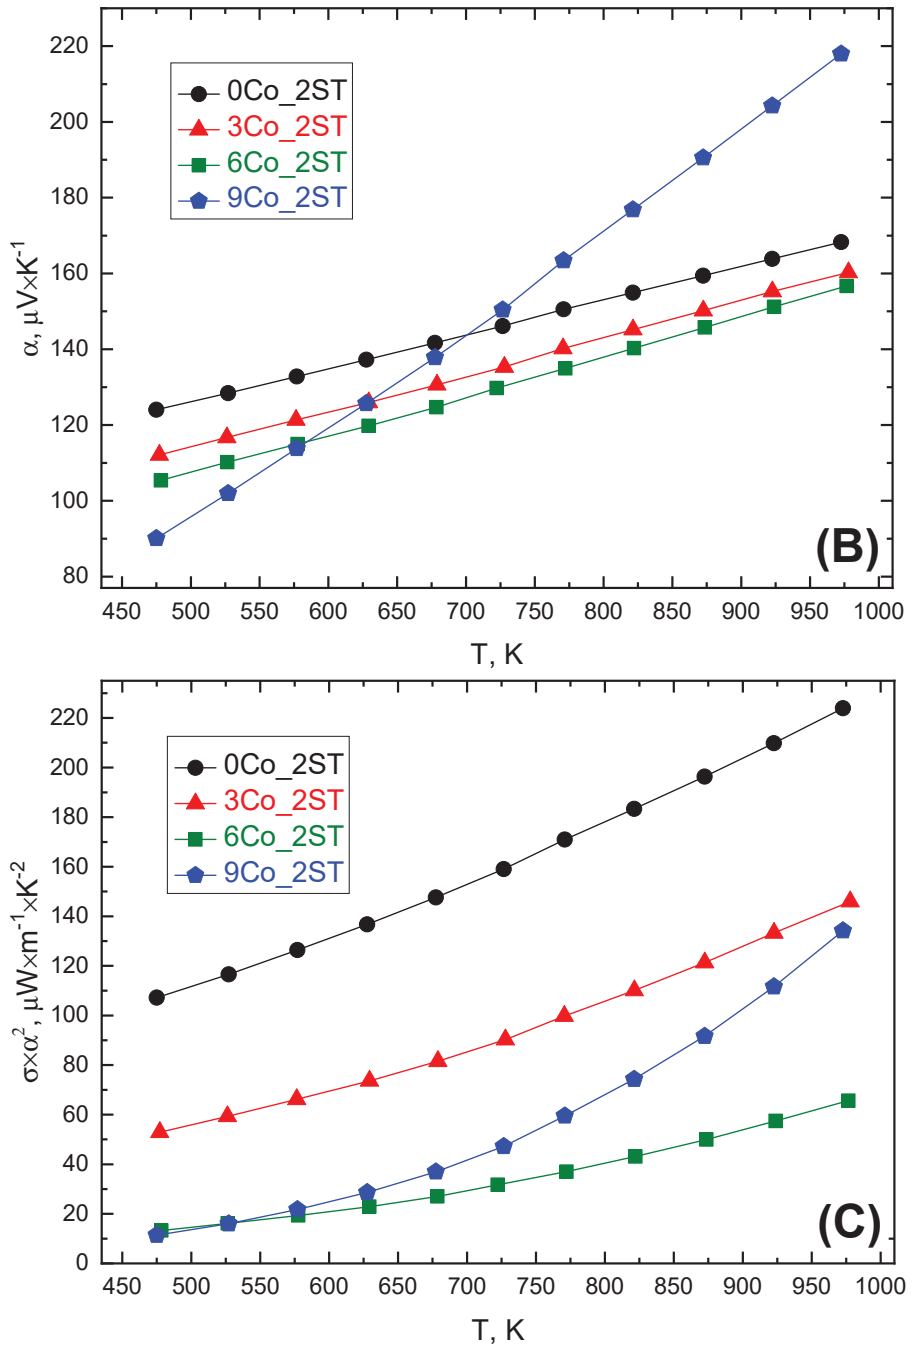 220
200
180
160
140
120
100
80
α, μV×K⁻¹
0Co_2ST
3Co_2ST
6Co_2ST
9Co_2ST
(B)
450 500 550 600 650 700 750 800 850 900 950 1000
T, K
220
200
180
160
140
120
100
80
60
40
20
0
σ×α², μW×m⁻¹×K⁻²
0Co_2ST
3Co_2ST
6Co_2ST
9Co_2ST
(C)
450 500 550 600 650 700 750 800 850 900 950 1000
T, K